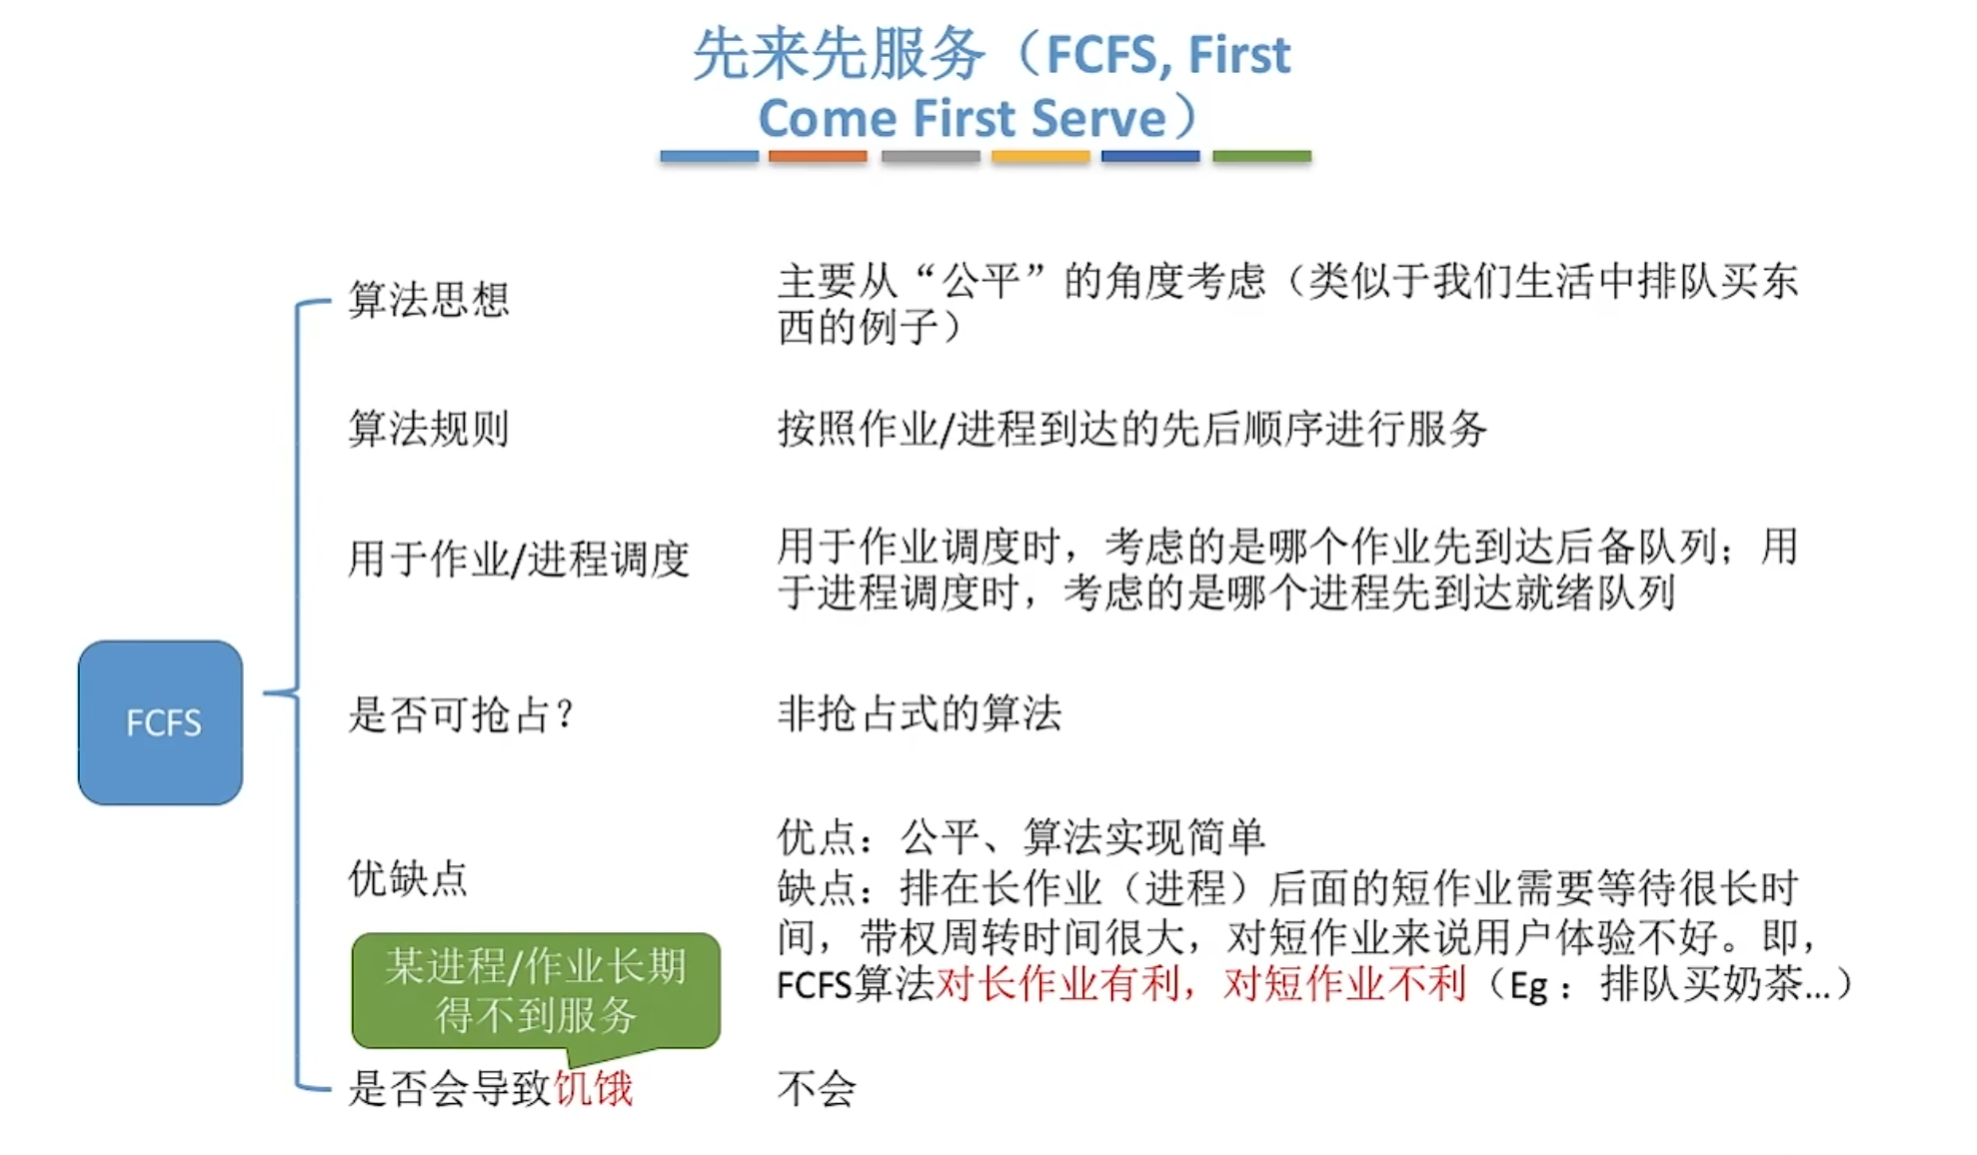 先来先服务（FCFS, First
Come First Serve）
算法思想
主要从“公平”的角度考虑（类似于我们生活中排队买东
西的例子）
算法规则
按照作业/进程到达的先后顺序进行服务
用于作业/进程调度
用于作业调度时，考虑的是哪个作业先到达后备队列；用
于进程调度时，考虑的是哪个进程先到达就绪队列
FCFS
是否可抢占？
非抢占式的算法
优缺点
优点：公平、算法实现简单
缺点：排在长作业（进程）后面的短作业需要等待很长时
间，带权周转时间很大，对短作业来说用户体验不好。即，
FCFS算法对长作业有利，对短作业不利（Eg：排队买奶茶...）
某进程/作业长期
得不到服务
是否会导致饥饿
不会